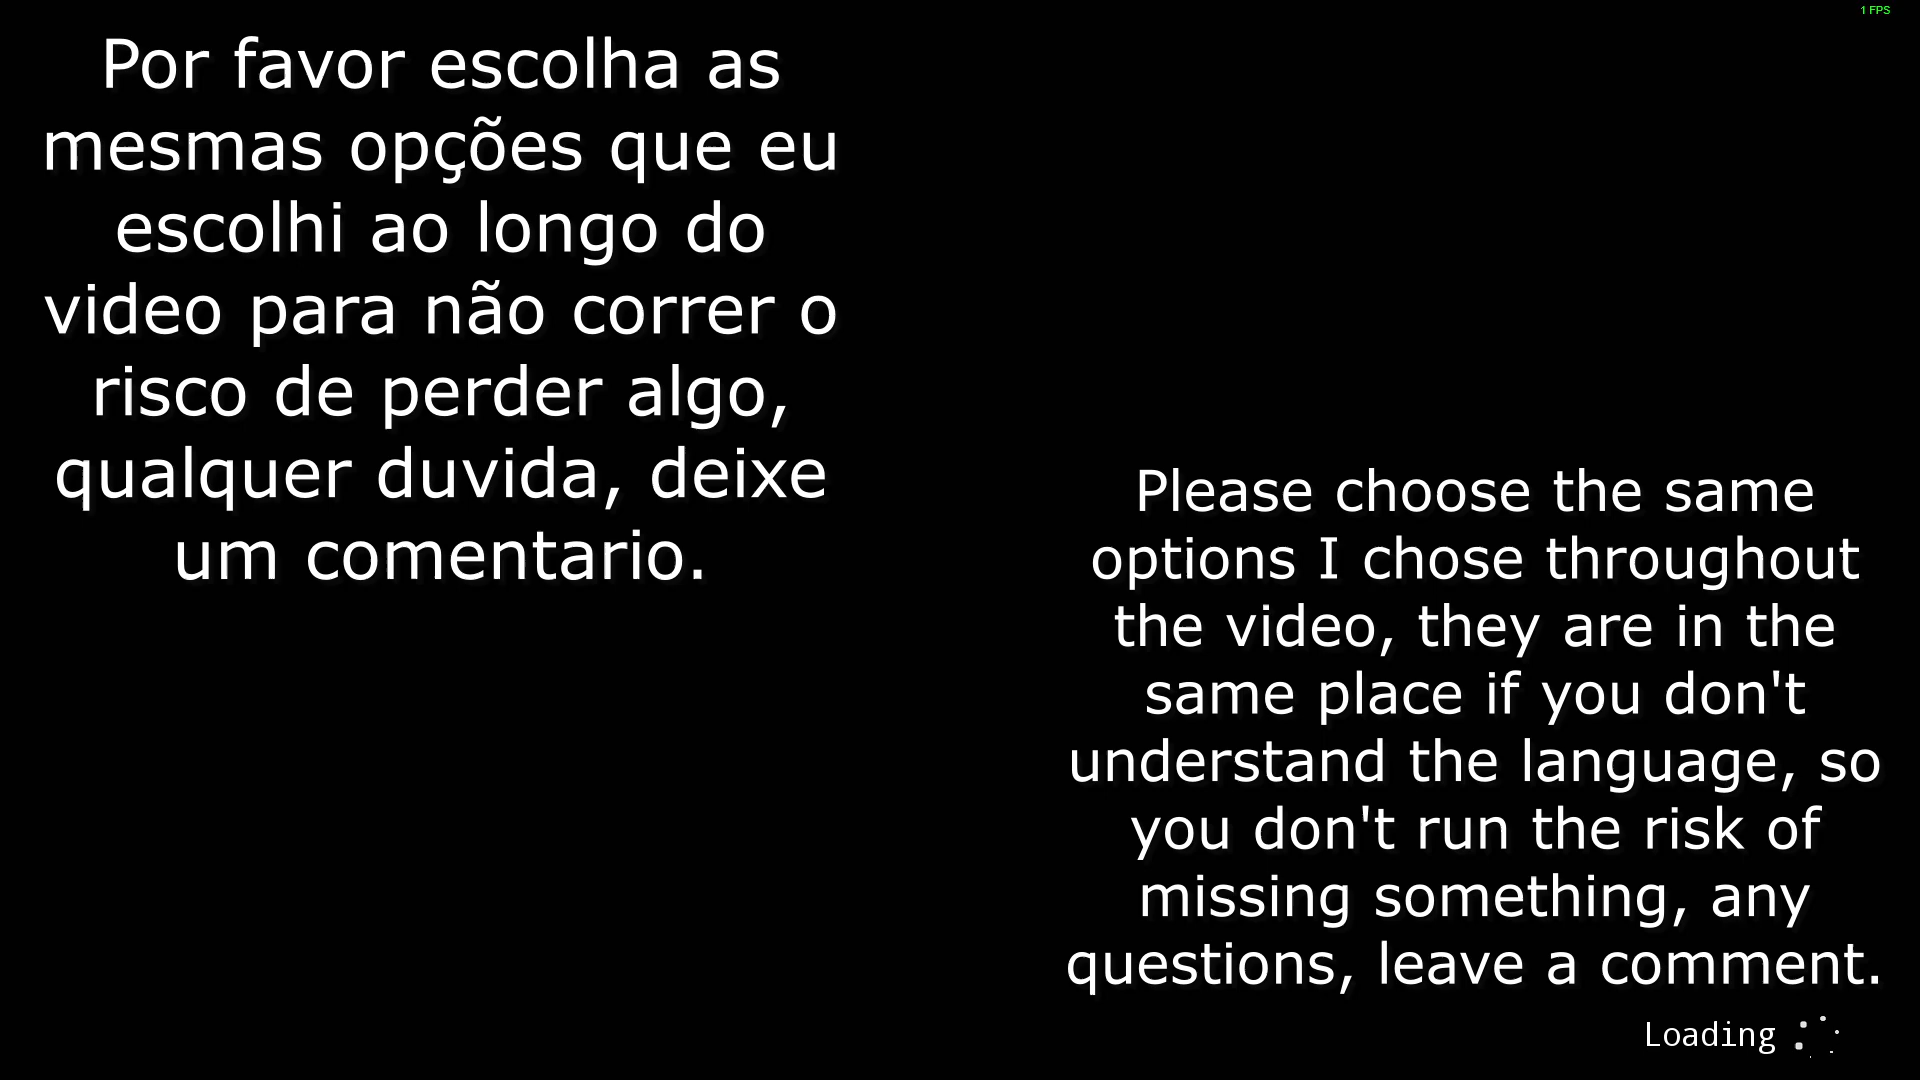 1 FPS
Por favor escolha as
mesmas opções que eu
escolhi ao longo do
video para não correr o
risco de perder algo,
qualquer duvida, deixe
um comentario.
Please choose the same
options I chose throughout
the video, they are in the
same place if you don't
understand the language, so
you don't run the risk of
missing something, any
questions, leave a comment.
Loading